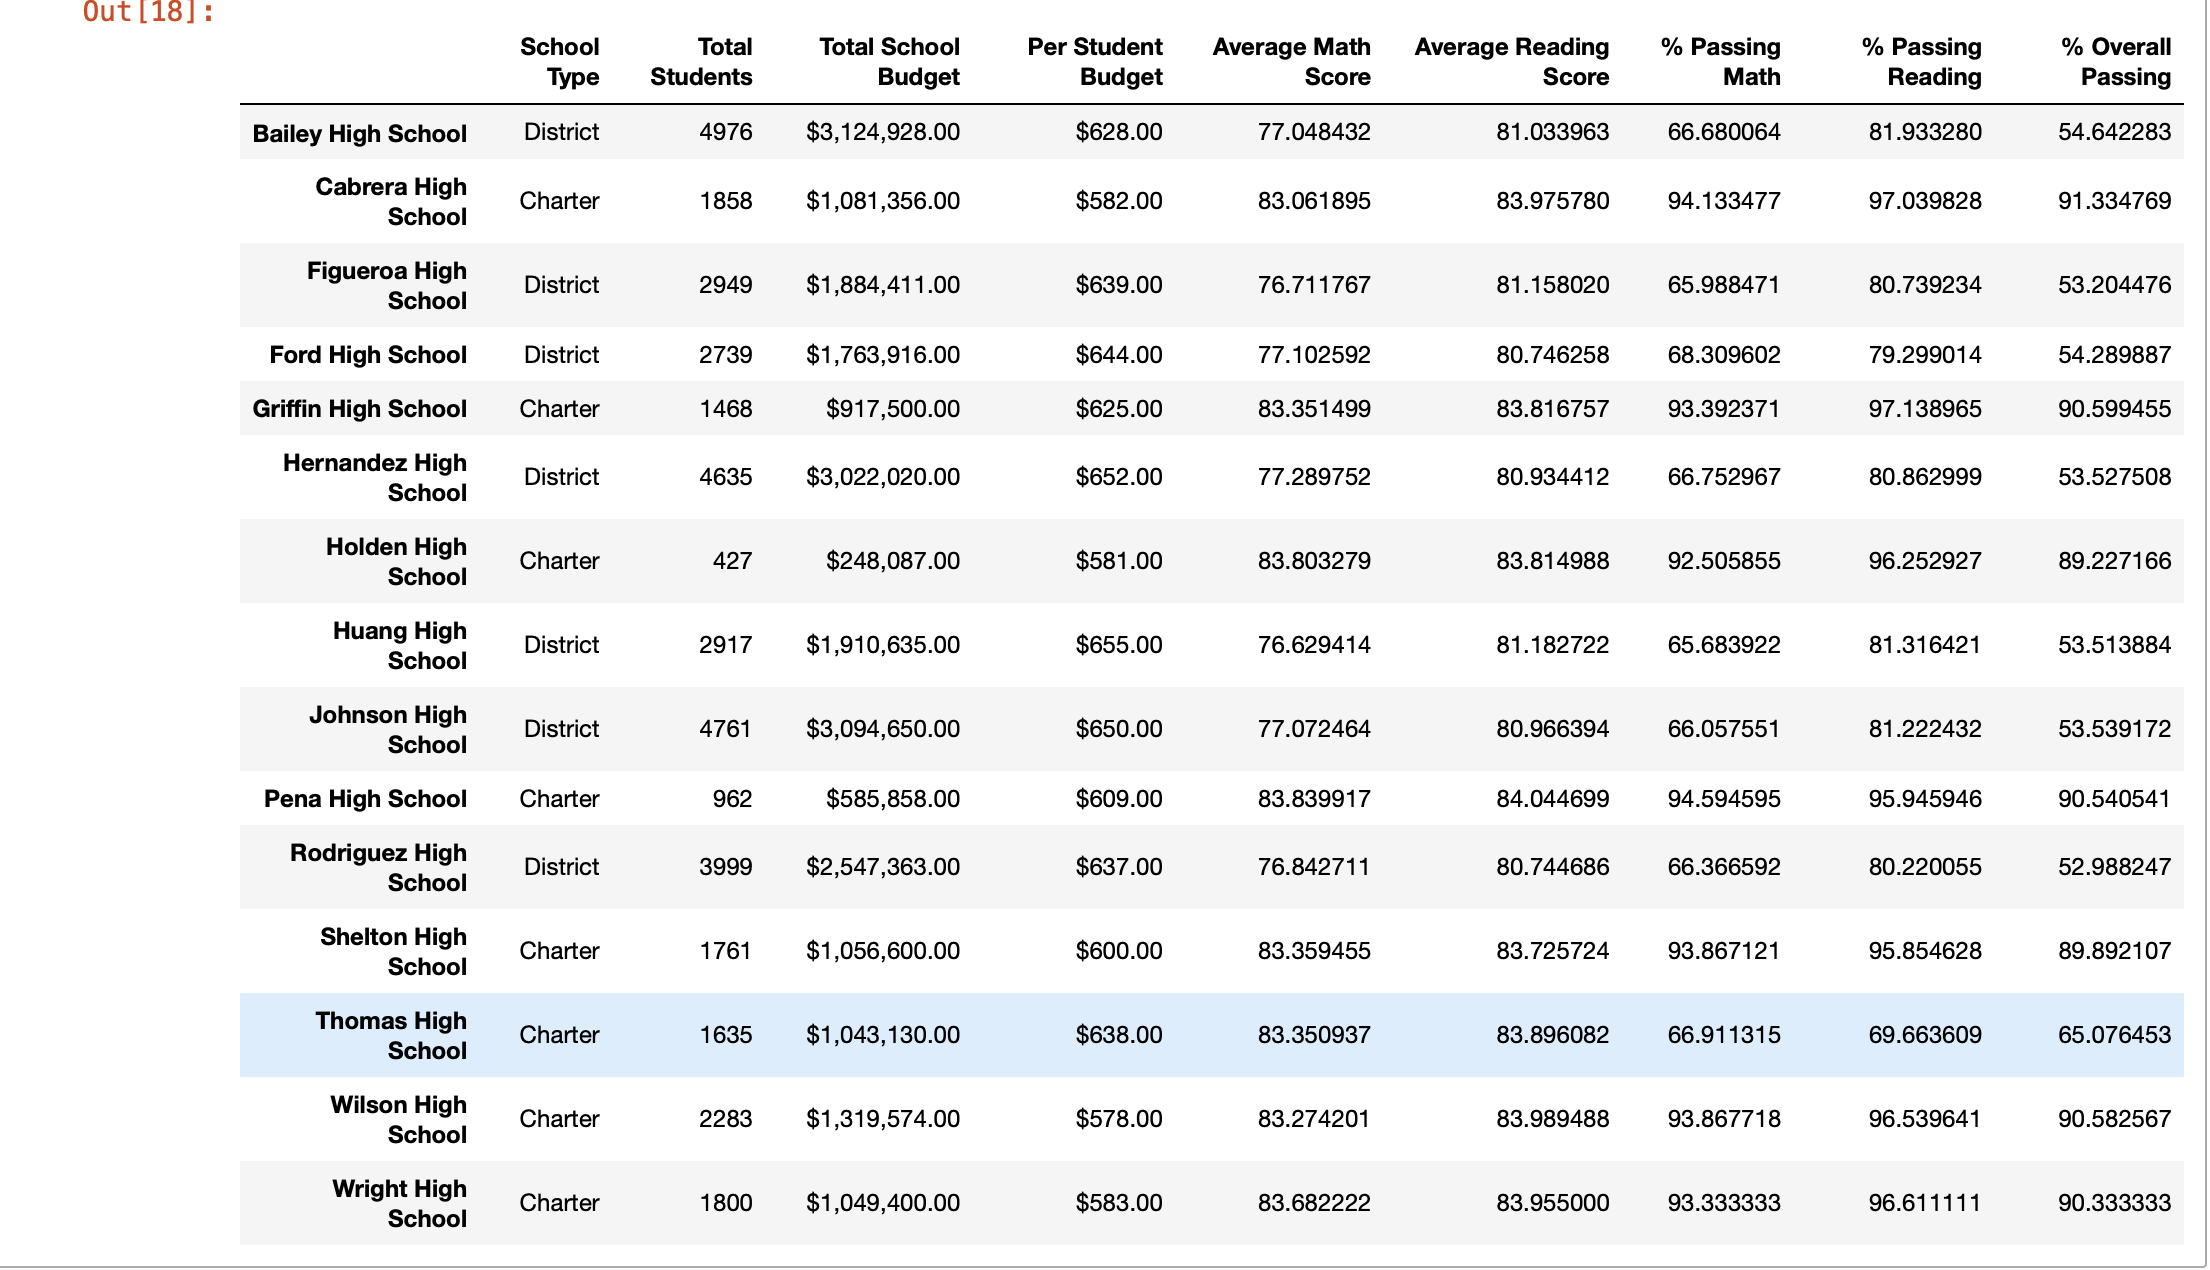 Out[18]:
School Type Total Students Total School Budget Per Student Budget Average Math Score Average Reading Score % Passing Math % Passing Reading % Overall Passing
Bailey High School District 4976 $3,124,928.00 $628.00 77.048432 81.033963 66.680064 81.933280 54.642283
Cabrera High School Charter 1858 $1,081,356.00 $582.00 83.061895 83.975780 94.133477 97.039828 91.334769
Figueroa High School District 2949 $1,884,411.00 $639.00 76.711767 81.158020 65.988471 80.739234 53.204476
Ford High School District 2739 $1,763,916.00 $644.00 77.102592 80.746258 68.309602 79.299014 54.289887
Griffin High School Charter 1468 $917,500.00 $625.00 83.351499 83.816757 93.392371 97.138965 90.599455
Hernandez High School District 4635 $3,022,020.00 $652.00 77.289752 80.934412 66.752967 80.862999 53.527508
Holden High School Charter 427 $248,087.00 $581.00 83.803279 83.814988 92.505855 96.252927 89.227166
Huang High School District 2917 $1,910,635.00 $655.00 76.629414 81.182722 65.683922 81.316421 53.513884
Johnson High School District 4761 $3,094,650.00 $650.00 77.072464 80.966394 66.057551 81.222432 53.539172
Pena High School Charter 962 $585,858.00 $609.00 83.839917 84.044699 94.594595 95.945946 90.540541
Rodriguez High School District 3999 $2,547,363.00 $637.00 76.842711 80.744686 66.366592 80.220055 52.988247
Shelton High School Charter 1761 $1,056,600.00 $600.00 83.359455 83.725724 93.867121 95.854628 89.892107
Thomas High School Charter 1635 $1,043,130.00 $638.00 83.350937 83.896082 66.911315 69.663609 65.076453
Wilson High School Charter 2283 $1,319,574.00 $578.00 83.274201 83.989488 93.867718 96.539641 90.582567
Wright High School Charter 1800 $1,049,400.00 $583.00 83.682222 83.955000 93.333333 96.611111 90.333333